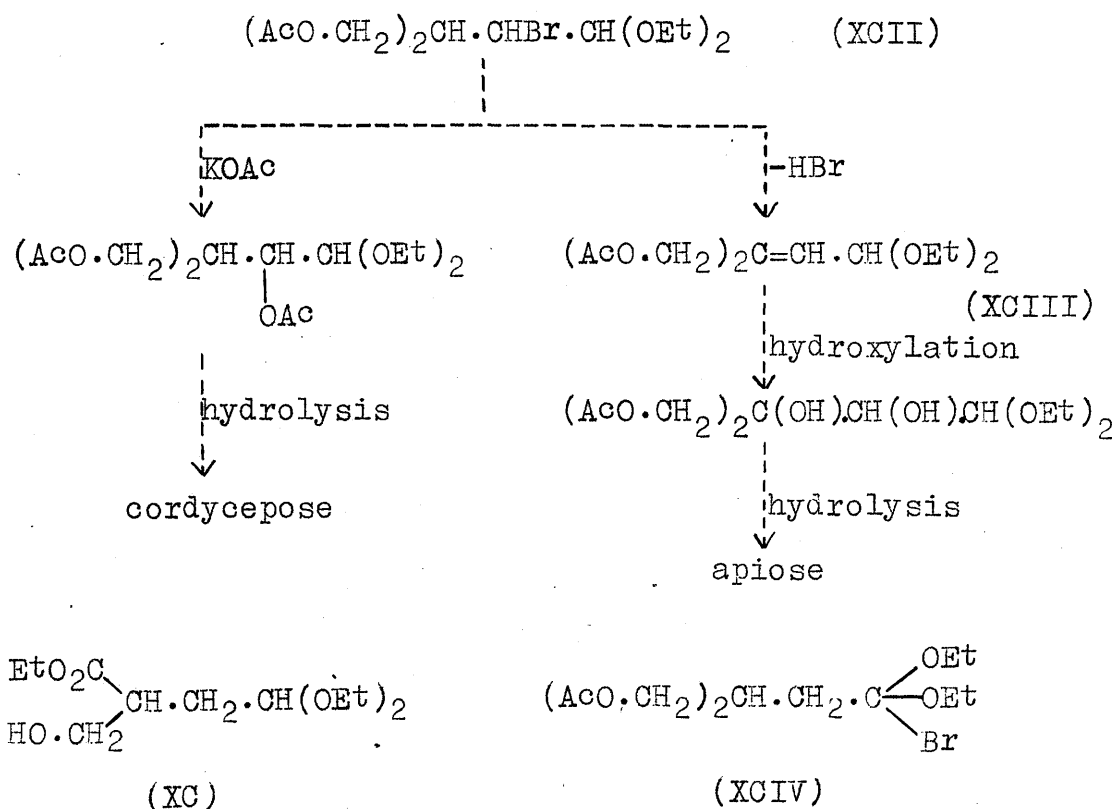 (AcO.CH2)2CH.CHBr.CH(OEt)2 (XCII)
KOAc -HBr
(AcO.CH2)2CH.CH.CH(OEt)2 (AcO.CH2)2C=CH.CH(OEt)2
OAc (XCIII)
hydroxylation
hydrolysis (AcO.CH2)2C(OH).CH(OH).CH(OEt)2
cordycepose hydrolysis
apiose
EtO2C OEt
CH.CH2.CH(OEt)2 (AcO.CH2)2CH.CH2.C OEt
HO.CH2 Br
(XC) (XCIV)